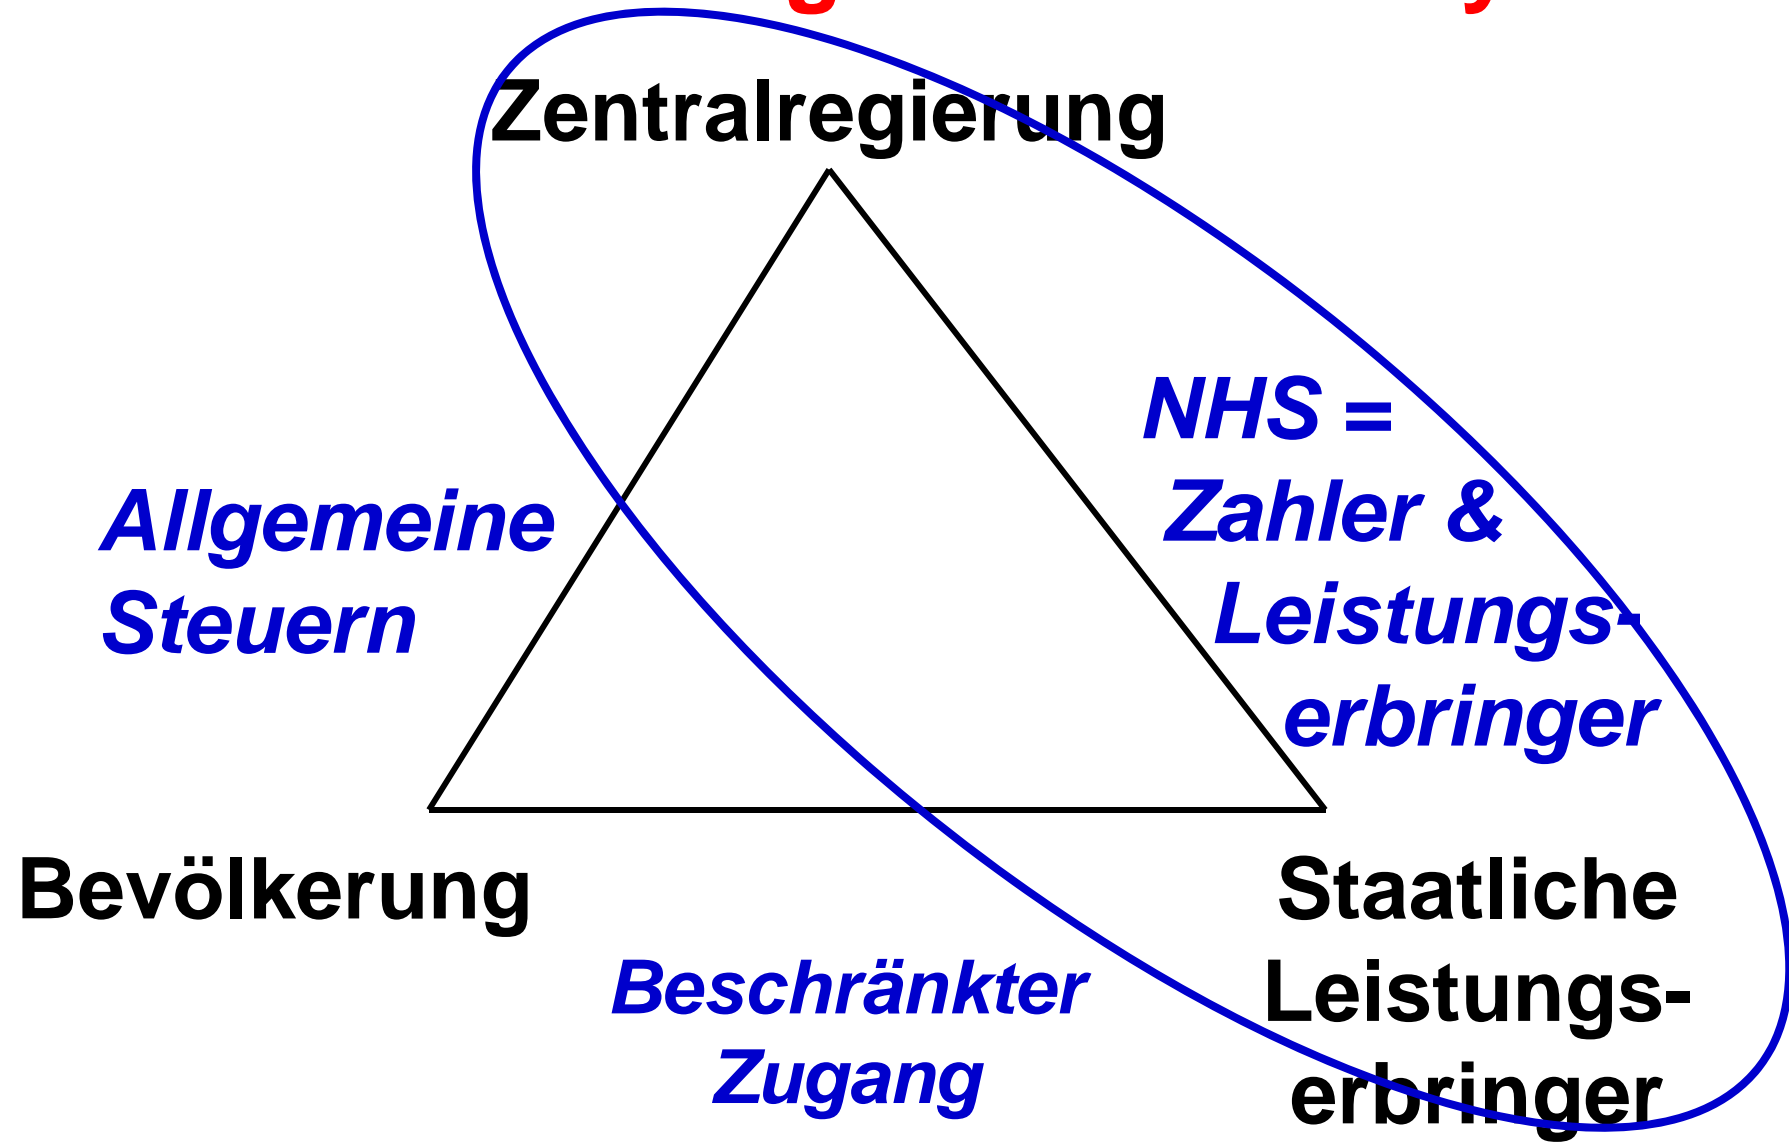 Zentralregierung
NHS =
Zahler &
Leistungs-
erbringer
Allgemeine
Steuern
Bevölkerung
Staatliche
Leistungs-
erbringer
Beschränkter
Zugang